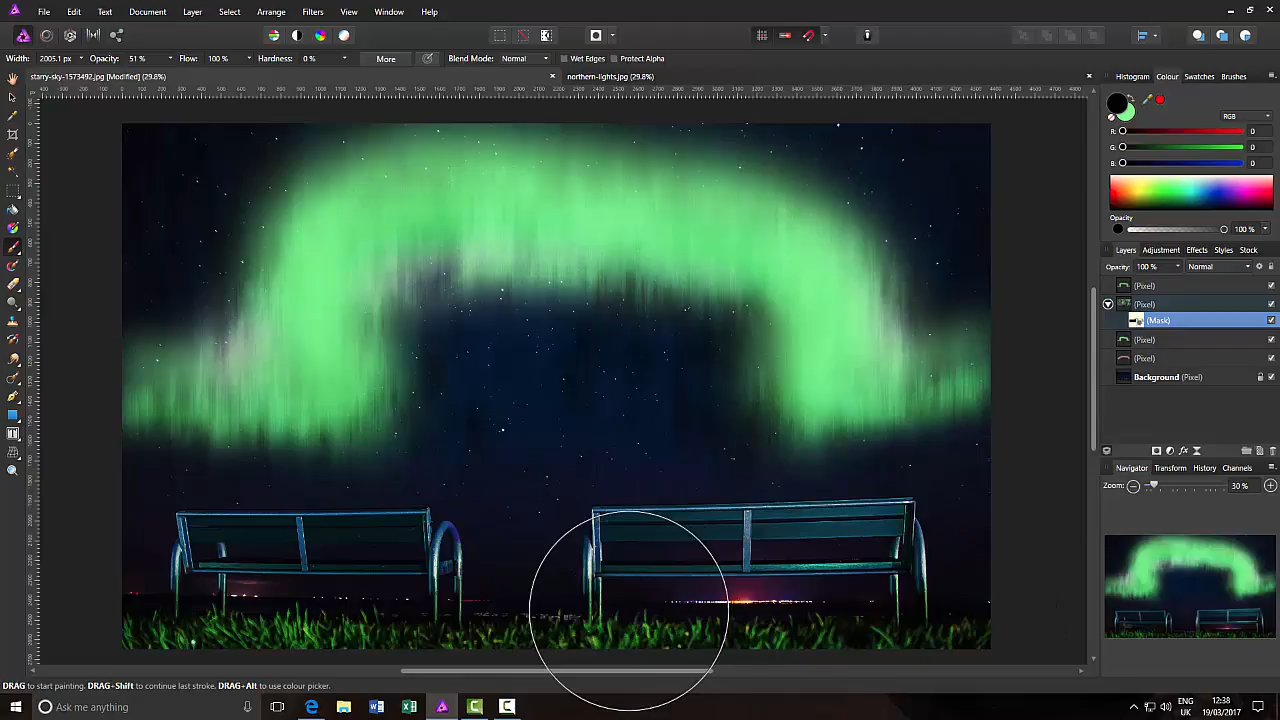 File Edit Text Document Layer Select Arrange Filters View Window Help
Width: 2005.1 px Opacity: 51 % Flow: 100 % Hardness: 0 % More Blend Mode: Normal Wet Edges Protect Alpha
starry-sky-1573492.jpg [Modified] (29.8%)
northern-lights.jpg (29.8%)
Histogram Colour Swatches Brushes
RGB
R: 0
G: 0
B: 0
Opacity
100 %
Layers Adjustment Effects Styles Stock
Opacity: 100 % Normal
(Pixel)
(Pixel)
(Mask)
(Pixel)
(Pixel)
Background (Pixel)
Navigator Transform History Channels
Zoom: 30 %
DRAG to start painting. DRAG+Shift to continue last stroke. DRAG+Alt to use colour picker.
Ask me anything
ENG
UK
12:38
19/03/2017